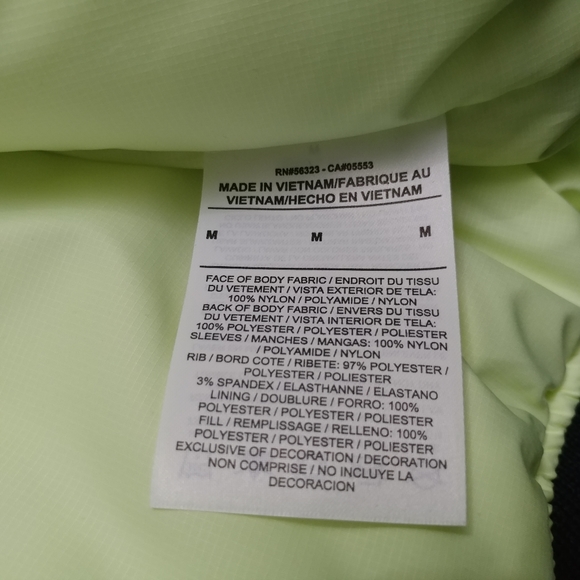 RN#56323 - CA#05553
MADE IN VIETNAM/FABRIQUE AU
VIETNAM/HECHO EN VIETNAM
M M M
FACE OF BODY FABRIC / ENDROIT DU TISSU
DU VETEMENT / VISTA EXTERIOR DE TELA:
100% NYLON / POLYAMIDE / NYLON
BACK OF BODY FABRIC / ENVERS DU TISSU
DU VETEMENT / VISTA INTERIOR DE TELA:
100% POLYESTER / POLYESTER / POLIESTER
SLEEVES / MANCHES / MANGAS: 100% NYLON
/ POLYAMIDE / NYLON
RIB / BORD COTE / RIBETE: 97% POLYESTER /
POLYESTER / POLIESTER
3% SPANDEX / ELASTHANNE / ELASTANO
LINING / DOUBLURE / FORRO: 100%
POLYESTER / POLYESTER / POLIESTER
FILL / REMPLISSAGE / RELLENO: 100%
POLYESTER / POLYESTER / POLIESTER
EXCLUSIVE OF DECORATION / DECORATION
NON COMPRISE / NO INCLUYE LA
DECORACION